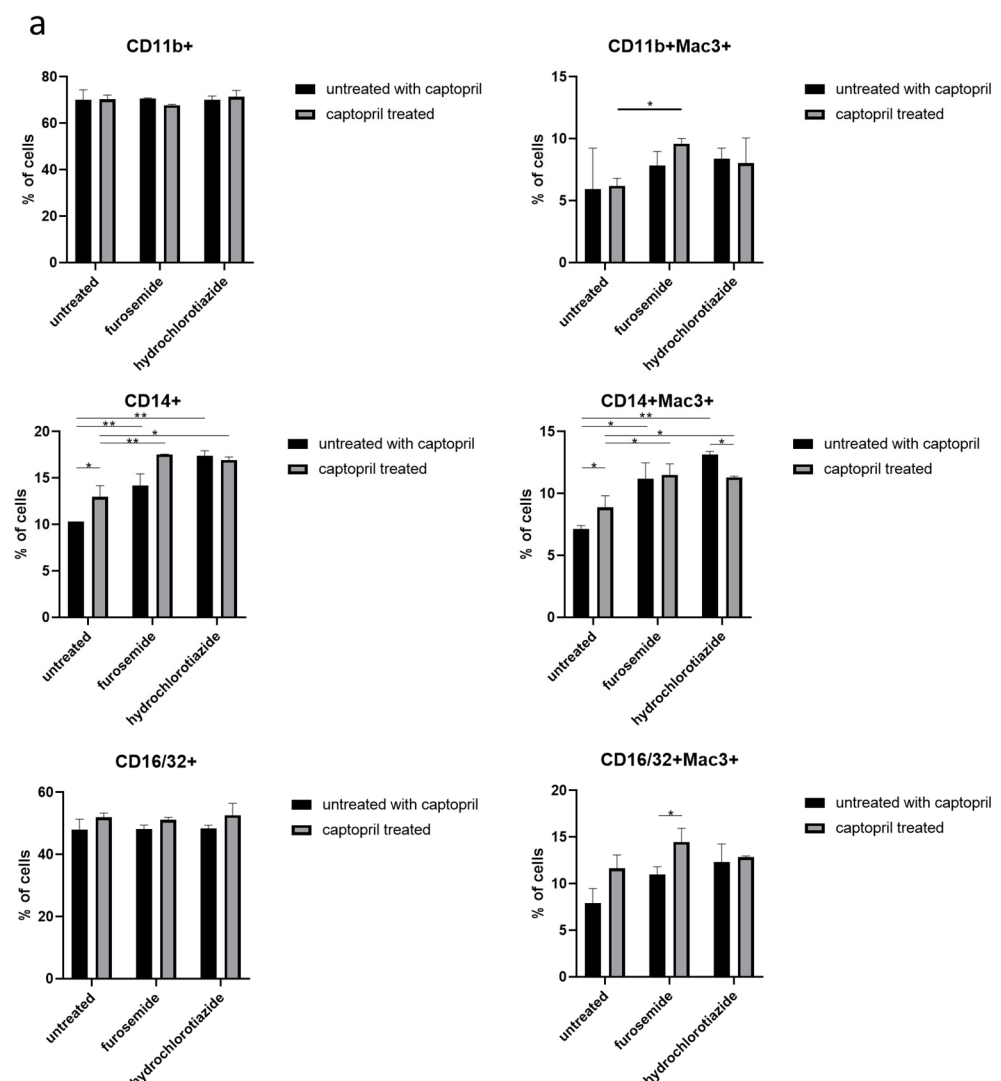 a
CD11b+
% of cells
80
60
40
20
0
untreated
furosemide
hydrochlorotiazide
untreated with captopril
captopril treated
CD11b+Mac3+
% of cells
15
10
5
0
*
untreated
furosemide
hydrochlorotiazide
untreated with captopril
captopril treated
CD14+
% of cells
20
15
10
5
0
**
**
*
**
*
untreated
furosemide
hydrochlorotiazide
untreated with captopril
captopril treated
CD14+Mac3+
% of cells
15
10
5
0
**
*
*
*
*
*
untreated
furosemide
hydrochlorotiazide
untreated with captopril
captopril treated
CD16/32+
% of cells
60
40
20
0
untreated
furosemide
hydrochlorotiazide
untreated with captopril
captopril treated
CD16/32+Mac3+
% of cells
20
15
10
5
0
*
untreated
furosemide
hydrochlorotiazide
untreated with captopril
captopril treated